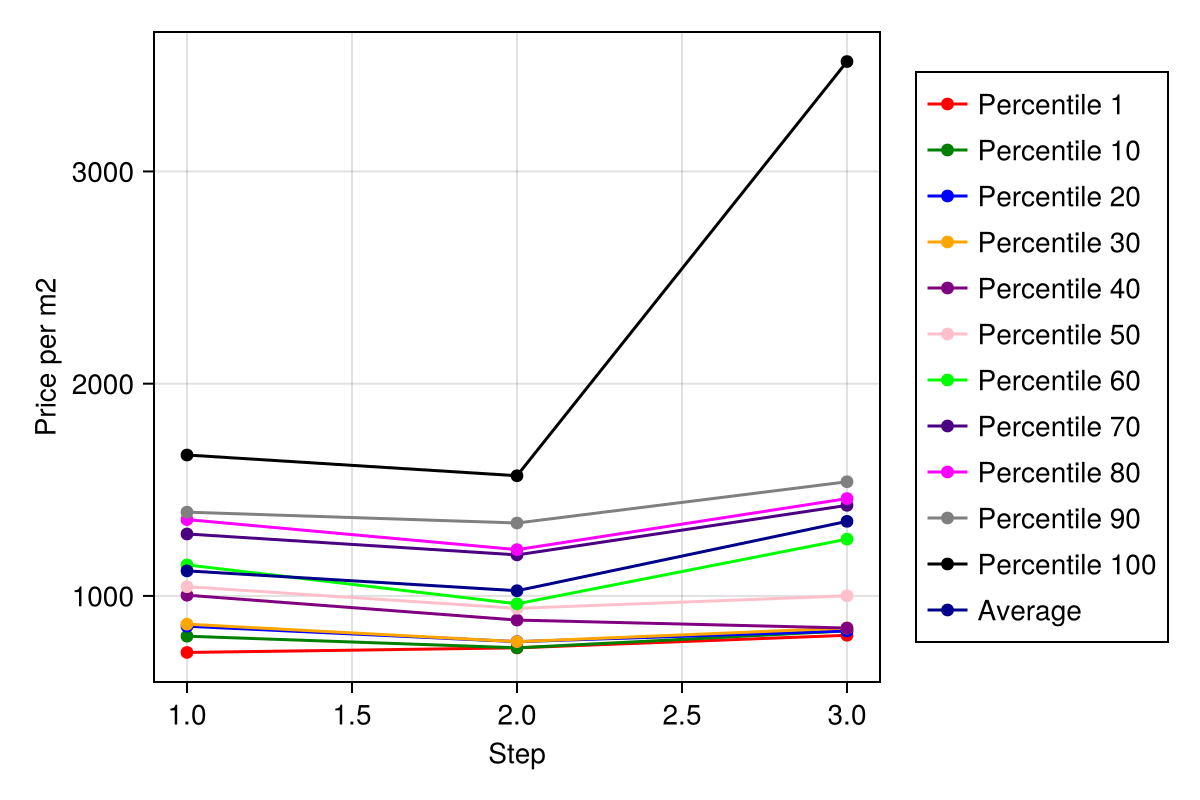 Price per m2
3000
2000
1000
1.0
1.5
2.0
2.5
3.0
Step
Percentile 1
Percentile 10
Percentile 20
Percentile 30
Percentile 40
Percentile 50
Percentile 60
Percentile 70
Percentile 80
Percentile 90
Percentile 100
Average